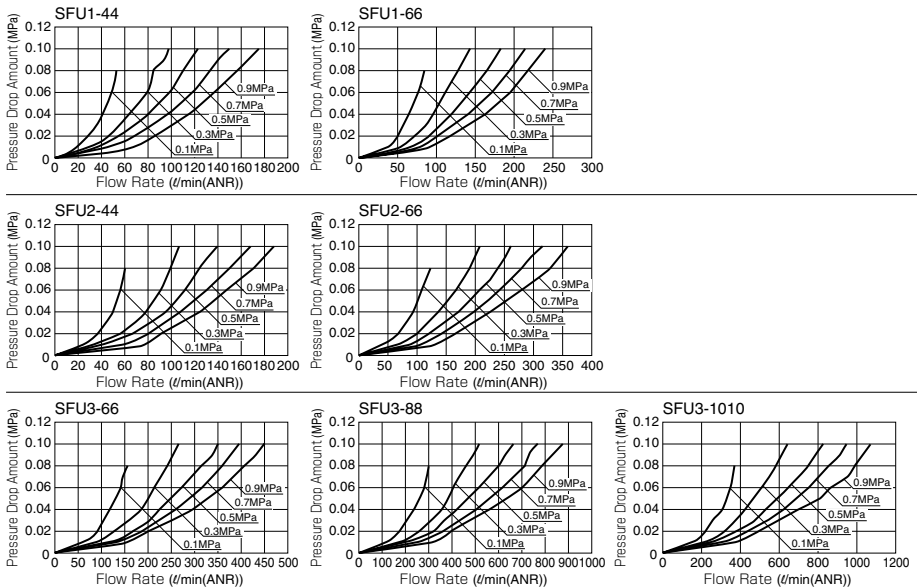 SFU1-44
Pressure Drop Amount (MPa)
0.12
0.10
0.08
0.06
0.04
0.02
0
0.9MPa
0.7MPa
0.5MPa
0.3MPa
0.1MPa
0 20 40 60 80 100 120 140 160 180 200
Flow Rate (ℓ/min(ANR))
SFU1-66
Pressure Drop Amount (MPa)
0.12
0.10
0.08
0.06
0.04
0.02
0
0.9MPa
0.7MPa
0.5MPa
0.3MPa
0.1MPa
0 50 100 150 200 250 300
Flow Rate (ℓ/min(ANR))
SFU2-44
Pressure Drop Amount (MPa)
0.12
0.10
0.08
0.06
0.04
0.02
0
0.9MPa
0.7MPa
0.5MPa
0.3MPa
0.1MPa
0 20 40 60 80 100 120 140 160 180 200
Flow Rate (ℓ/min(ANR))
SFU2-66
Pressure Drop Amount (MPa)
0.12
0.10
0.08
0.06
0.04
0.02
0
0.9MPa
0.7MPa
0.5MPa
0.3MPa
0.1MPa
0 50 100 150 200 250 300 350 400
Flow Rate (ℓ/min(ANR))
SFU3-66
Pressure Drop Amount (MPa)
0.12
0.10
0.08
0.06
0.04
0.02
0
0.9MPa
0.7MPa
0.5MPa
0.3MPa
0.1MPa
0 50 100 150 200 250 300 350 400 450 500
Flow Rate (ℓ/min(ANR))
SFU3-88
Pressure Drop Amount (MPa)
0.12
0.10
0.08
0.06
0.04
0.02
0
0.9MPa
0.7MPa
0.5MPa
0.3MPa
0.1MPa
0 100 200 300 400 500 600 700 800 900 1000
Flow Rate (ℓ/min(ANR))
SFU3-1010
Pressure Drop Amount (MPa)
0.12
0.10
0.08
0.06
0.04
0.02
0
0.9MPa
0.7MPa
0.5MPa
0.3MPa
0.1MPa
0 200 400 600 800 1000 1200
Flow Rate (ℓ/min(ANR))